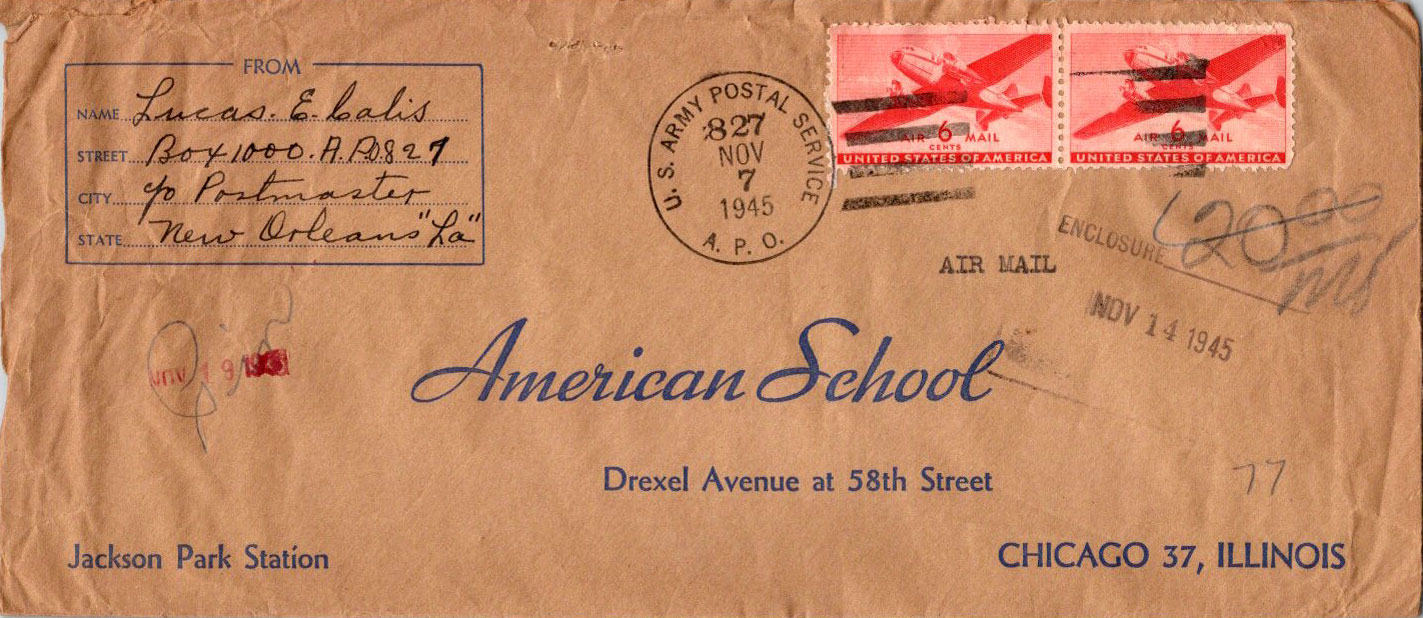 FROM
NAME Lucas. E. Calis
STREET Box 1000. A.P.O 827
CITY c/o Postmaster
STATE New Orleans "La"
U. S. ARMY POSTAL SERVICE
827
NOV
7
1945
A. P. O.
AIR 6 MAIL
CENTS
UNITED STATES OF AMERICA
AIR 6 MAIL
CENTS
UNITED STATES OF AMERICA
AIR MAIL
ENCLOSURE 20.00
NOV 14 1945
NOV 19
American School
Drexel Avenue at 58th Street
77
Jackson Park Station
CHICAGO 37, ILLINOIS